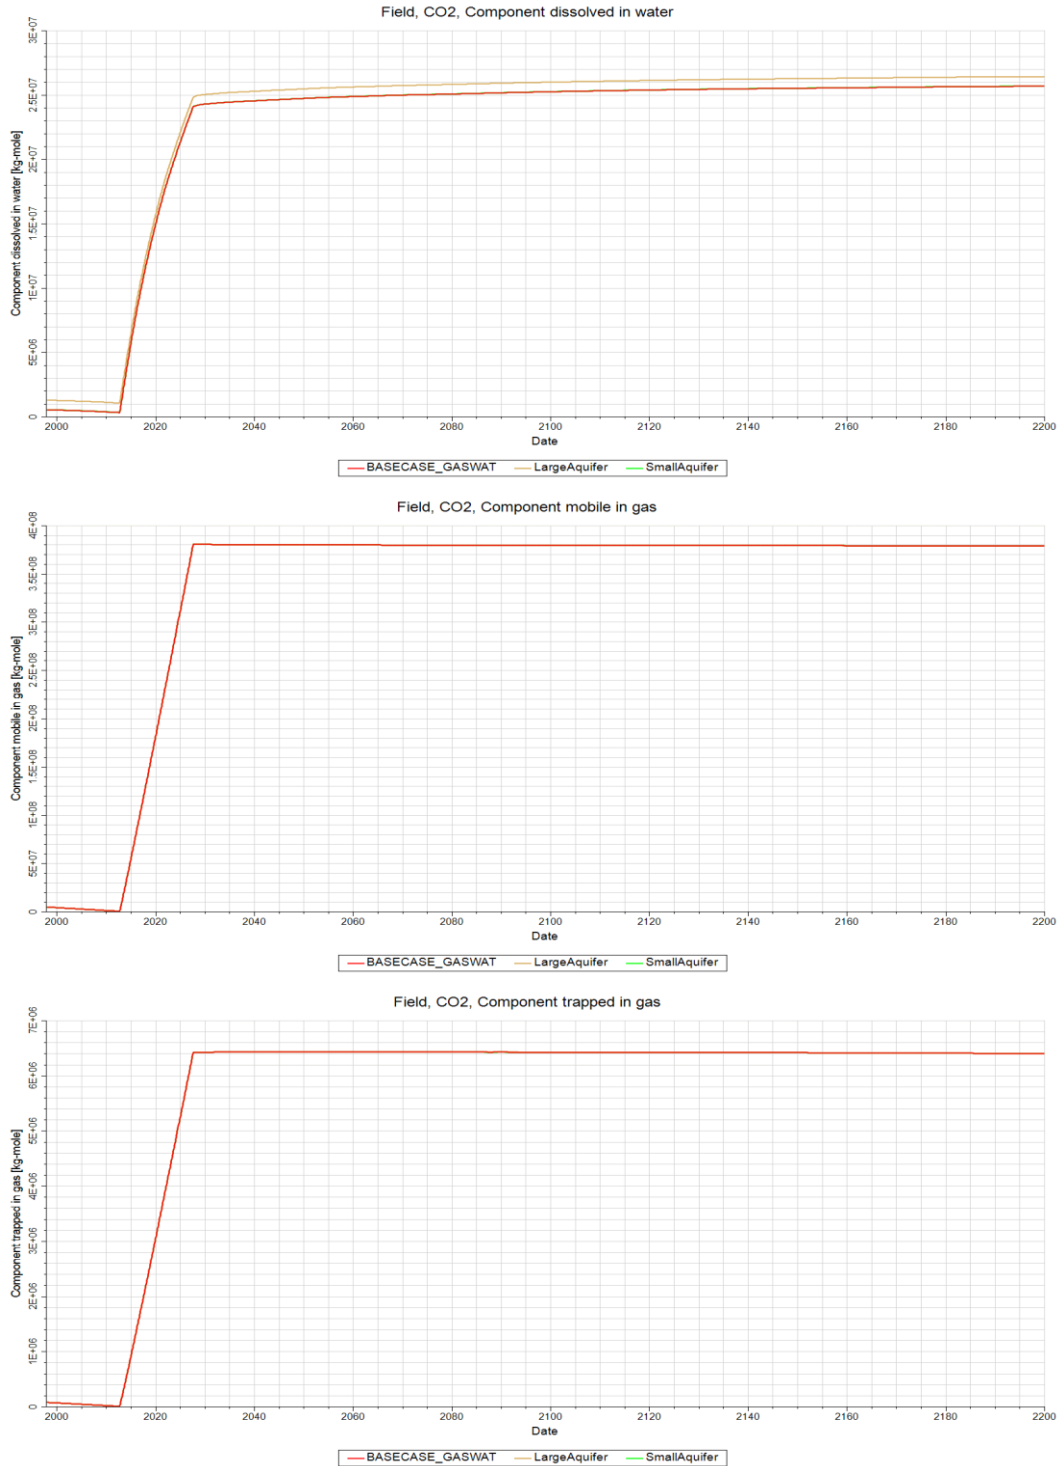 Field, CO2, Component dissolved in water
Component dissolved in water [kg-mole]
3E+07
2.5E+07
2E+07
1.5E+07
1E+07
5E+06
0
2000 2020 2040 2060 2080 2100 2120 2140 2160 2180 2200
Date
BASECASE_GASWAT LargeAquifer SmallAquifer
Field, CO2, Component mobile in gas
Component mobile in gas [kg-mole]
4E+08
3.5E+08
3E+08
2.5E+08
2E+08
1.5E+08
1E+08
5E+07
0
2000 2020 2040 2060 2080 2100 2120 2140 2160 2180 2200
Date
BASECASE_GASWAT LargeAquifer SmallAquifer
Field, CO2, Component trapped in gas
Component trapped in gas [kg-mole]
7E+06
6E+06
5E+06
4E+06
3E+06
2E+06
1E+06
0
2000 2020 2040 2060 2080 2100 2120 2140 2160 2180 2200
Date
BASECASE_GASWAT LargeAquifer SmallAquifer